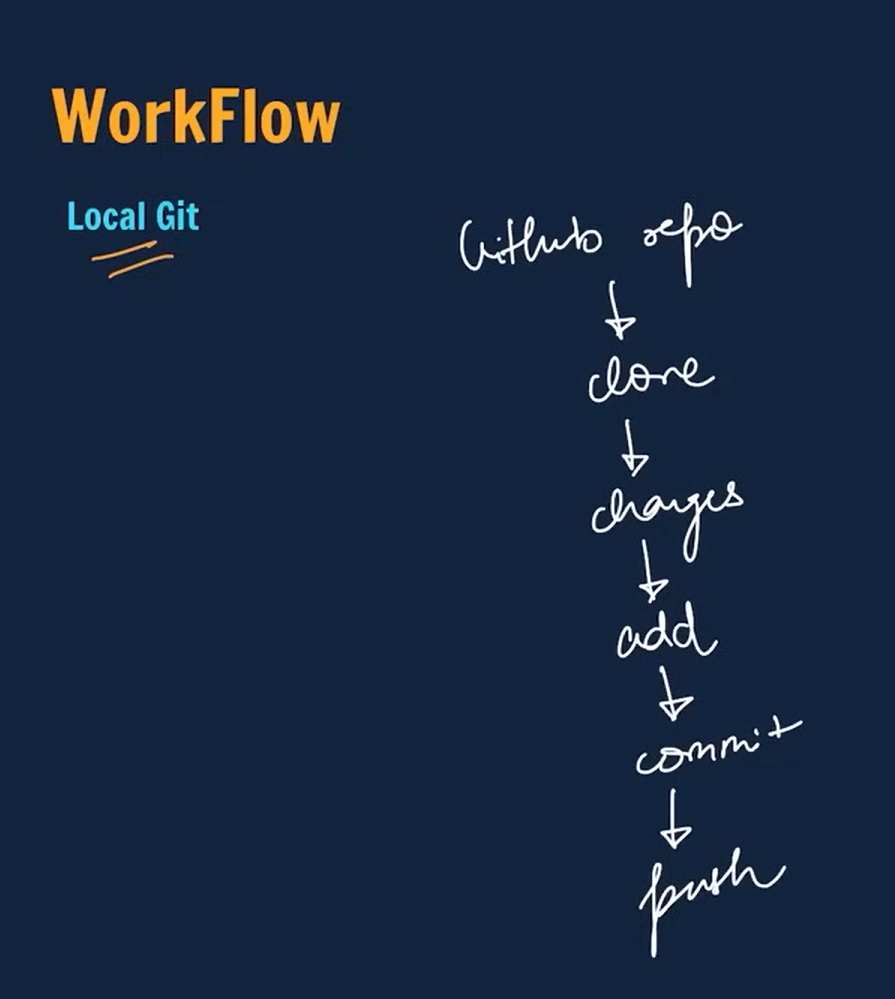 WorkFlow
Local Git
Github repo
clone
changes
add
commit
push